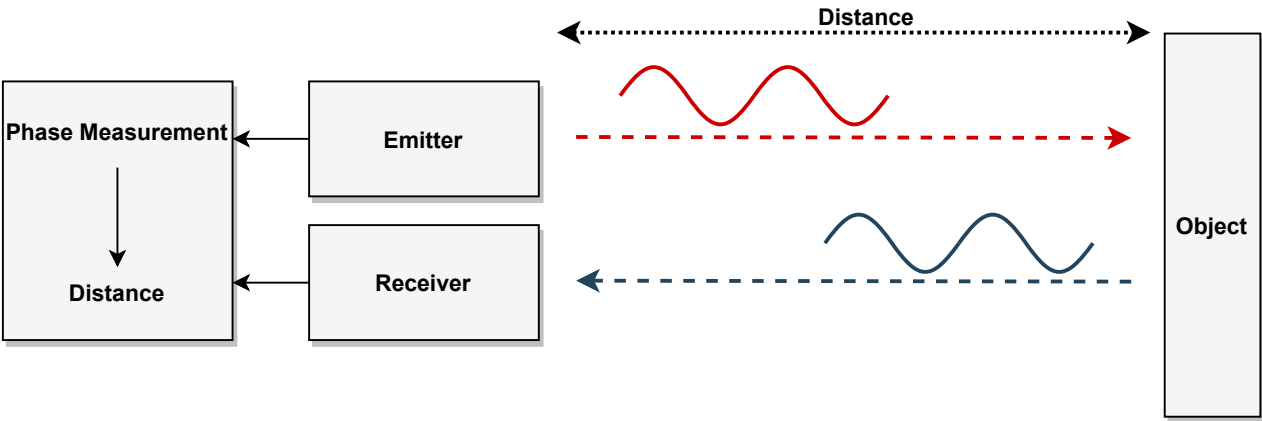 Distance
Phase Measurement
Emitter
Object
Receiver
Distance